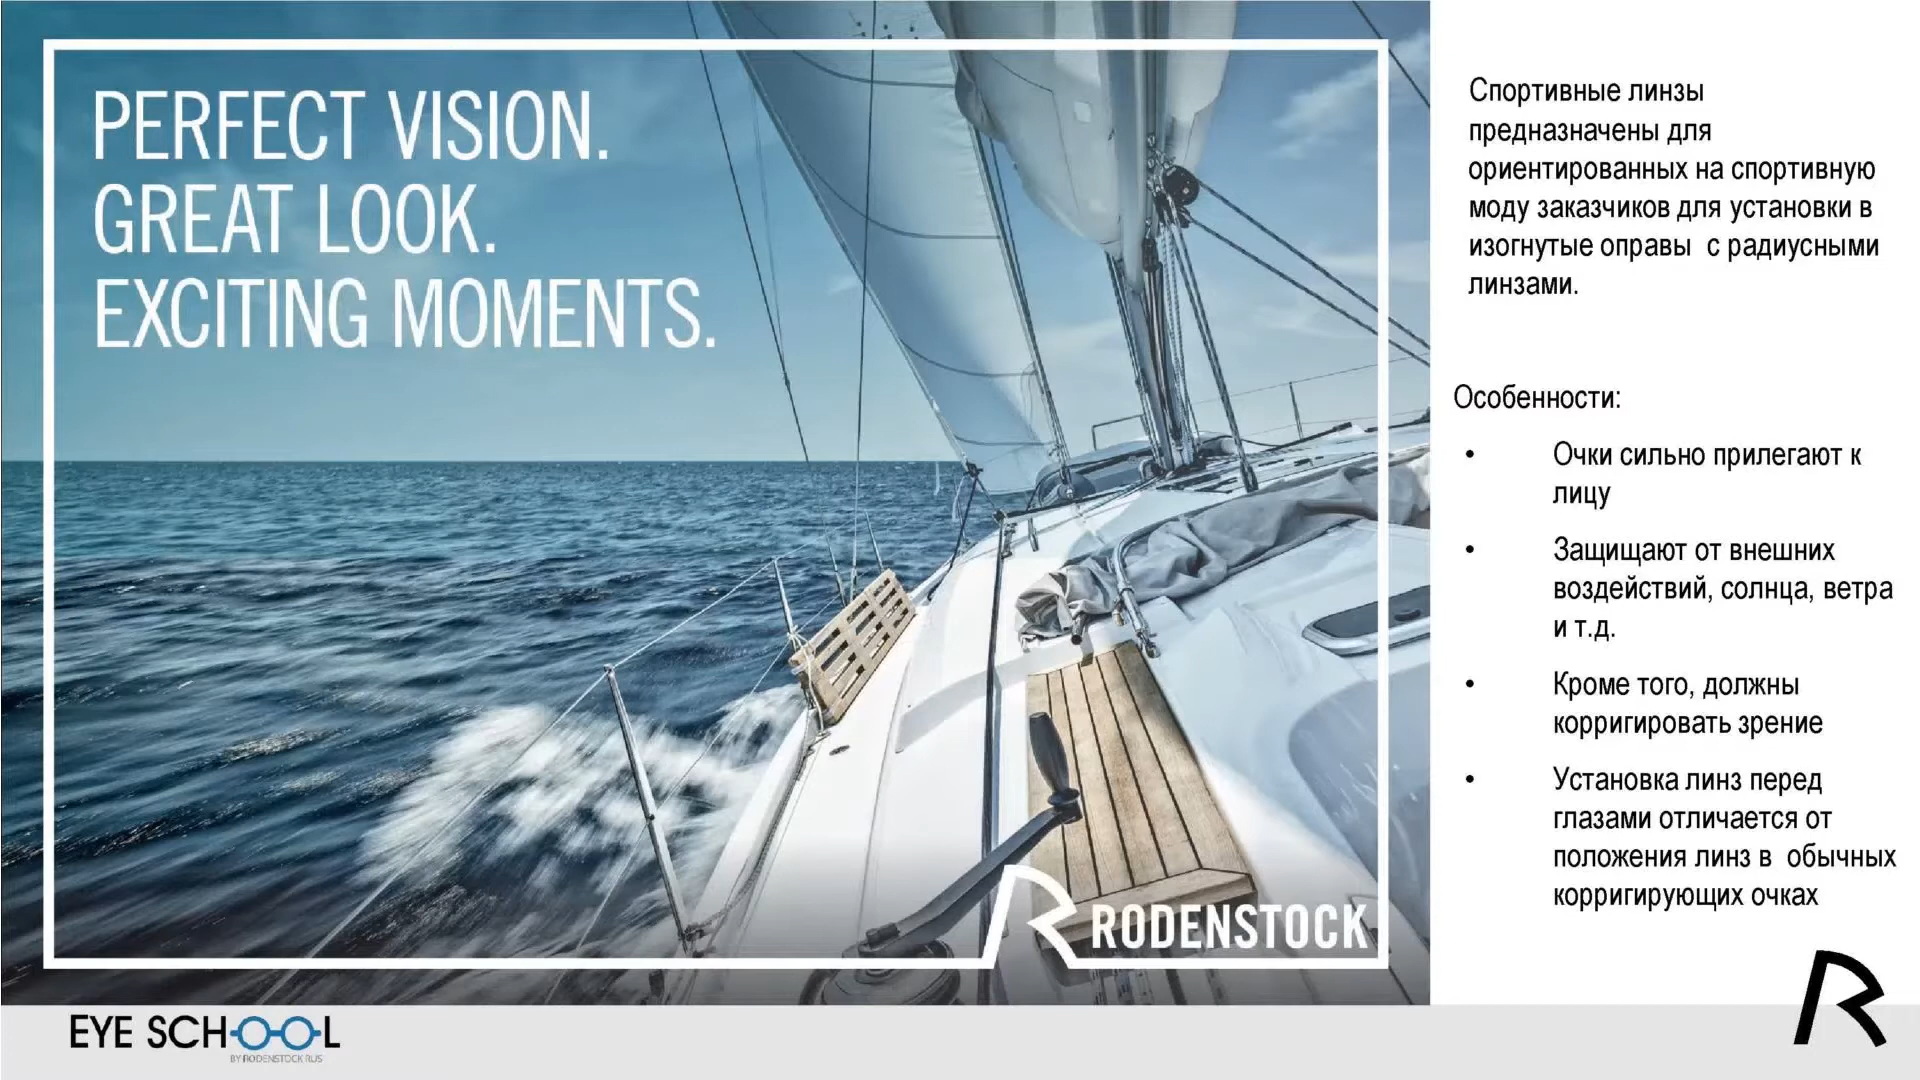 PERFECT VISION.
GREAT LOOK.
EXCITING MOMENTS.
RODENSTOCK
Спортивные линзы
предназначены для
ориентированных на спортивную
моду заказчиков для установки в
изогнутые оправы с радиусными
линзами.
Особенности:
• Очки сильно прилегают к
лицу
• Защищают от внешних
воздействий, солнца, ветра
и т.д.
• Кроме того, должны
корригировать зрение
• Установка линз перед
глазами отличается от
положения линз в обычных
корригирующих очках
EYE SCHOOL
BY RODENSTOCK RUS